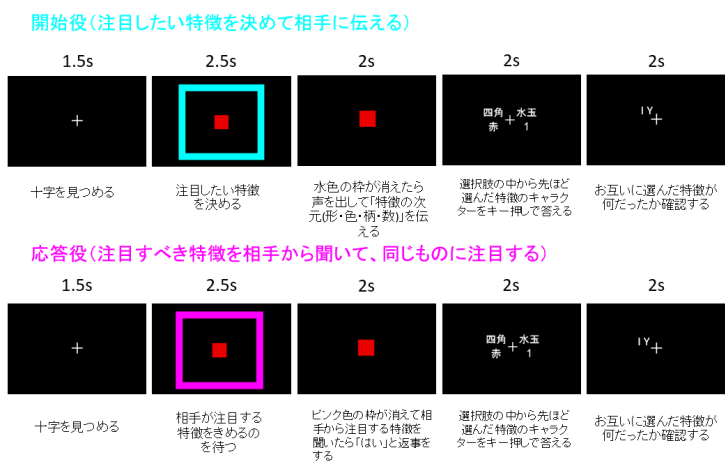 開始役(注目したい特徴を決めて相手に伝える)
1.5s 2.5s 2s 2s 2s
四角 水玉
赤 1
I Y
十字を見つめる
注目したい特徴
を決める
水色の枠が消えたら
声を出して「特徴の次
元(形・色・柄・数)」を伝
える
選択肢の中から先ほど
選んだ特徴のキャラク
ターをキー押しで答える
お互いに選んだ特徴が
何だったか確認する
応答役(注目すべき特徴を相手から聞いて、同じものに注目する)
1.5s 2.5s 2s 2s 2s
四角 水玉
赤 1
I Y
十字を見つめる
相手が注目する
特徴をきめるの
を待つ
ピンク色の枠が消えて相
手から注目する特徴を
聞いたら「はい」と返事を
する
選択肢の中から先ほど
選んだ特徴のキャラク
ターをキー押しで答える
お互いに選んだ特徴が
何だったか確認する